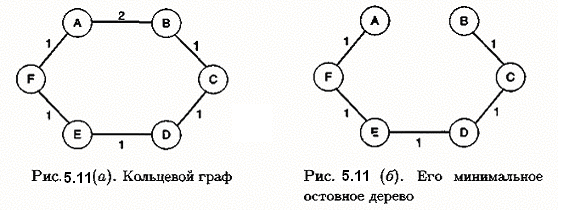 A 2 B
1 1
F C
1 1
E 1 D
Рис. 5.11(а). Кольцевой граф
A B
1 1
F C
1 1
E 1 D
Рис. 5.11 (б). Его минимальное
остовное дерево